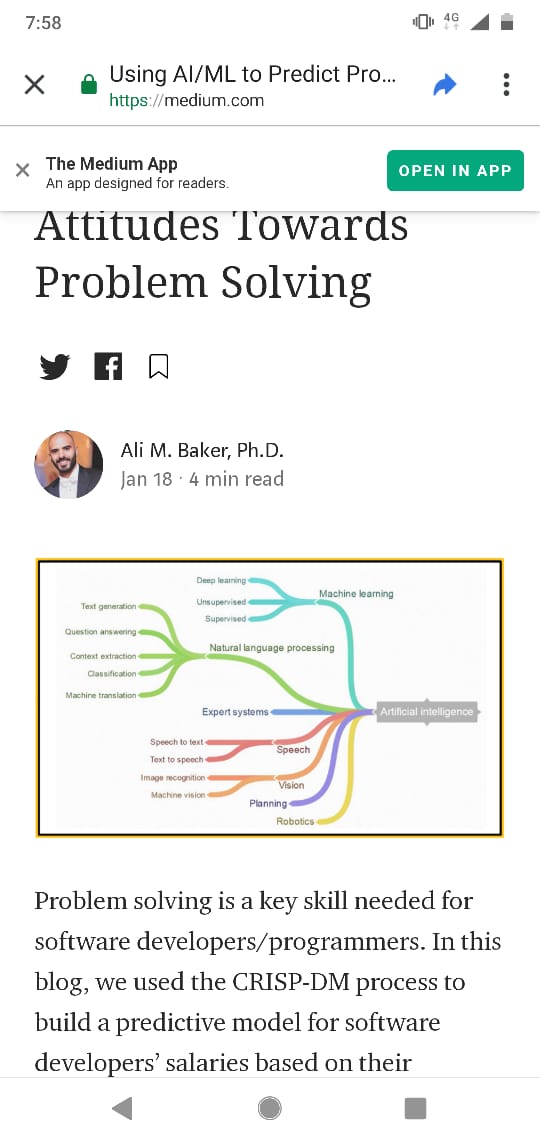 7:58
4G
Using AI/ML to Predict Pro...
https://medium.com
The Medium App
An app designed for readers.
OPEN IN APP
Attitudes Towards
Problem Solving
Ali M. Baker, Ph.D.
Jan 18 · 4 min read
Deep learning
Unsupervised
Supervised
Machine learning
Text generation
Question answering
Context extraction
Classification
Machine translation
Natural language processing
Expert systems
Artificial intelligence
Speech to text
Text to speech
Speech
Image recognition
Machine vision
Vision
Planning
Robotics
Problem solving is a key skill needed for
software developers/programmers. In this
blog, we used the CRISP-DM process to
build a predictive model for software
developers’ salaries based on their